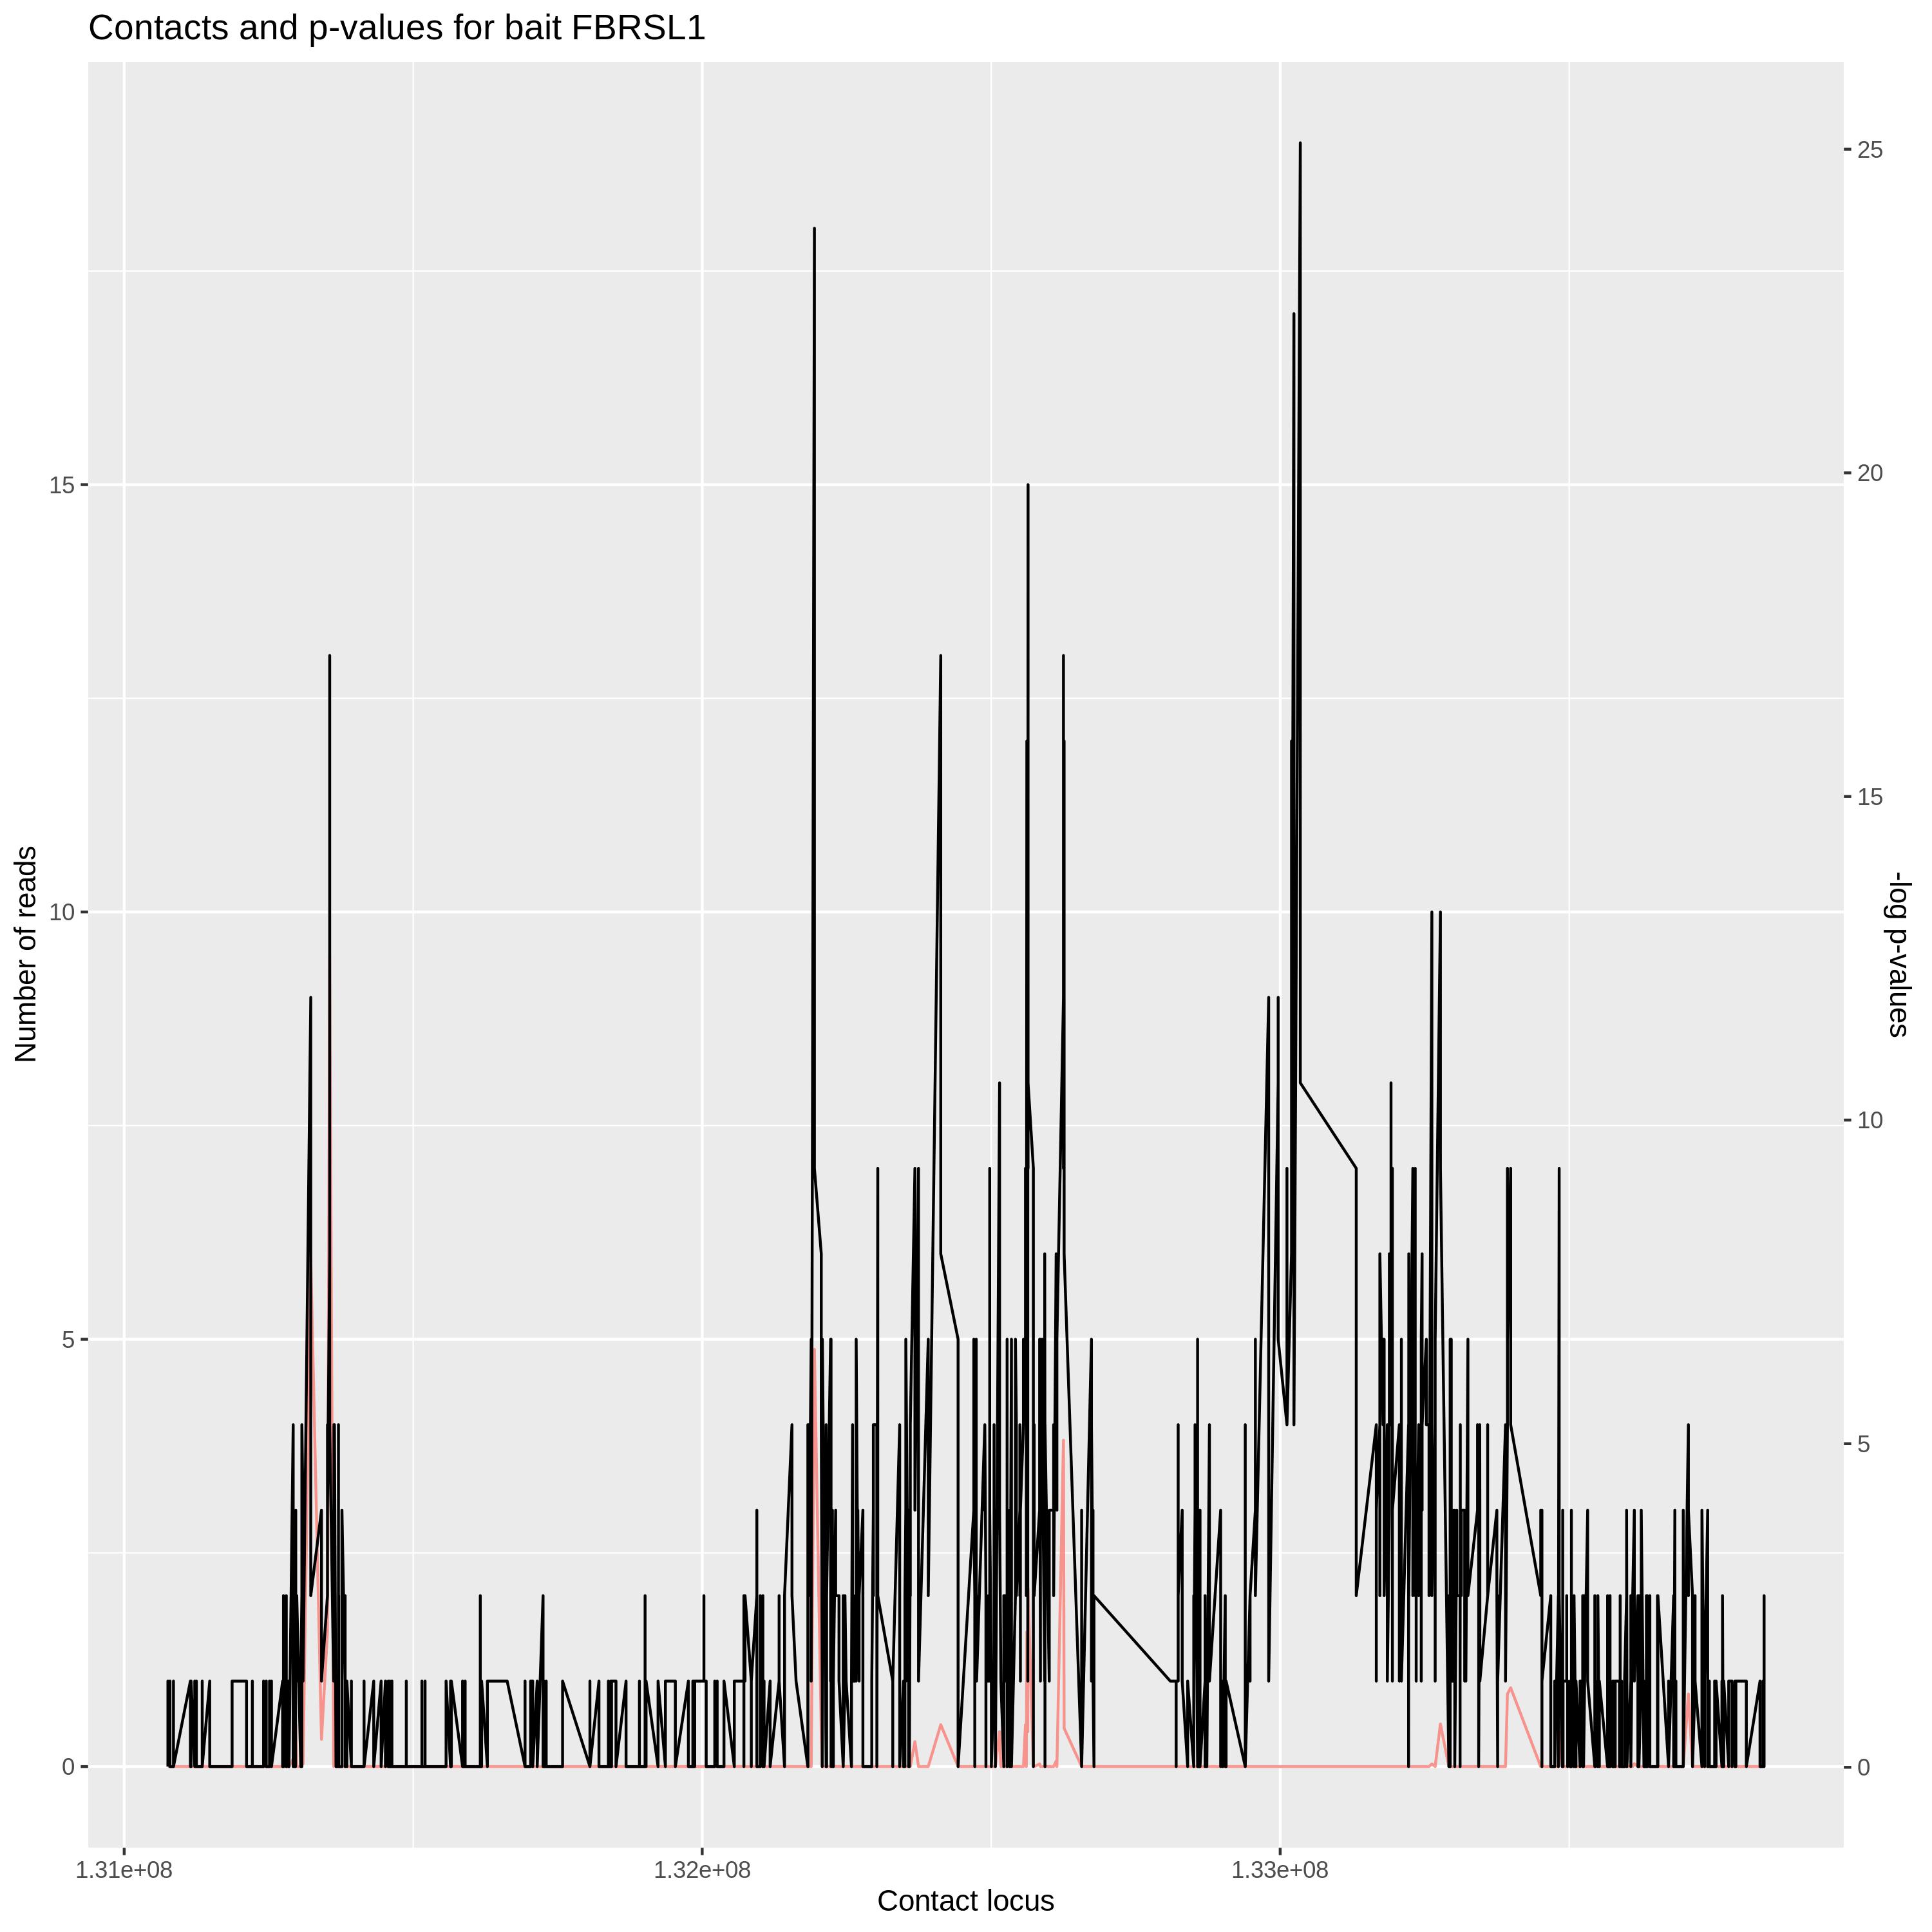 Contacts and p-values for bait FBRSL1
15
10
5
0
Number of reads
25
20
15
10
5
0
-log p-values
1.31e+08
1.32e+08
1.33e+08
Contact locus